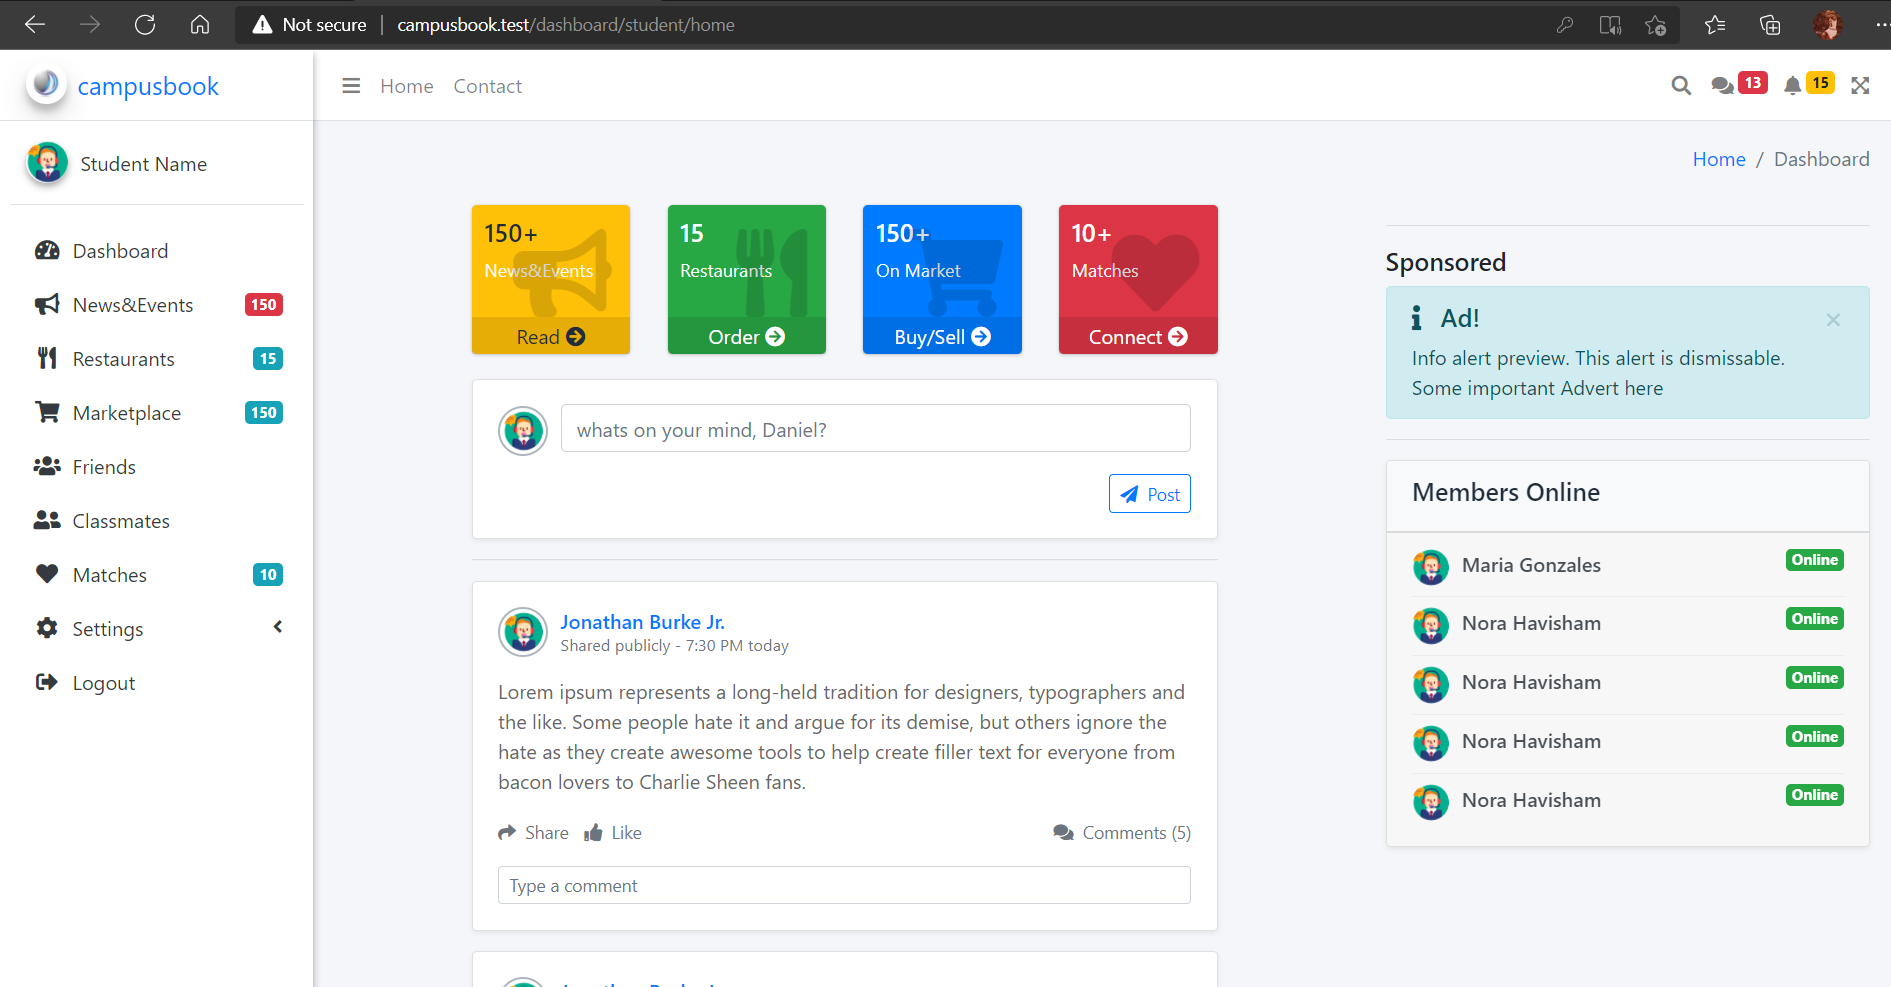 Not secure | campusbook.test/dashboard/student/home
campusbook
Home Contact
13
15
Student Name
Home / Dashboard
Dashboard
News&Events 150
Restaurants 15
Marketplace 150
Friends
Classmates
Matches 10
Settings
Logout
150+
News&Events
Read
15
Restaurants
Order
150+
On Market
Buy/Sell
10+
Matches
Connect
whats on your mind, Daniel?
Post
Jonathan Burke Jr.
Shared publicly - 7:30 PM today
Lorem ipsum represents a long-held tradition for designers, typographers and
the like. Some people hate it and argue for its demise, but others ignore the
hate as they create awesome tools to help create filler text for everyone from
bacon lovers to Charlie Sheen fans.
Share Like Comments (5)
Type a comment
Sponsored
Ad! ×
Info alert preview. This alert is dismissable.
Some important Advert here
Members Online
Maria Gonzales Online
Nora Havisham Online
Nora Havisham Online
Nora Havisham Online
Nora Havisham Online